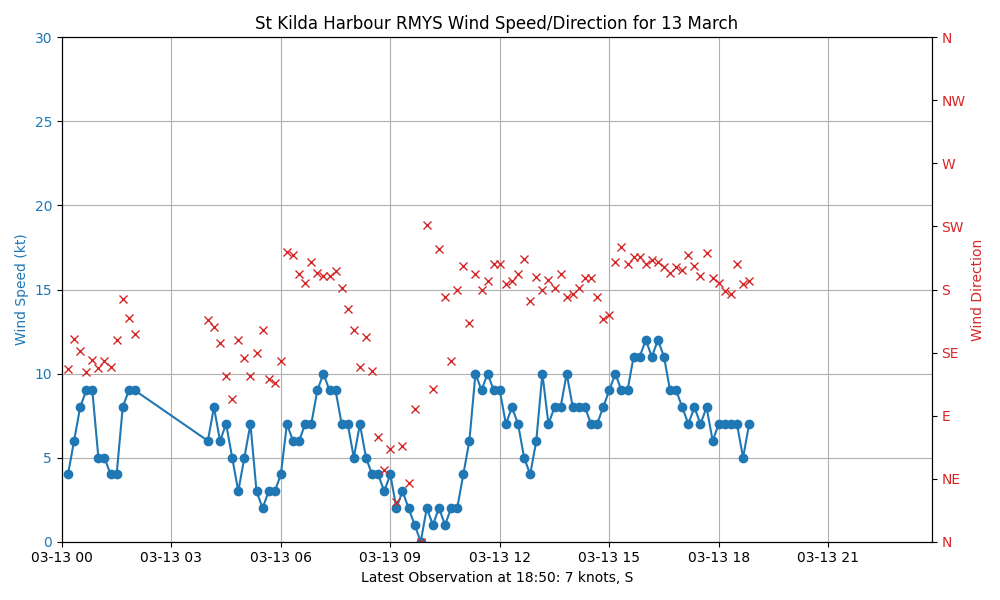 St Kilda Harbour RMYS Wind Speed/Direction for 13 March
30
25
20
15
10
5
0
Wind Speed (kt)
N
NW
W
SW
S
SE
E
NE
N
Wind Direction
03-13 00
03-13 03
03-13 06
03-13 09
03-13 12
03-13 15
03-13 18
03-13 21
Latest Observation at 18:50: 7 knots, S